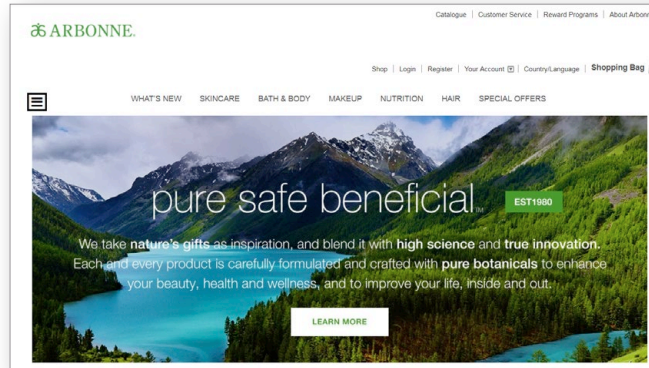 Catalogue | Customer Service | Reward Programs | About Arbonn
ARBONNE.
Shop | Login | Register | Your Account | Country/Language | Shopping Bag
WHAT'S NEW SKINCARE BATH & BODY MAKEUP NUTRITION HAIR SPECIAL OFFERS
pure safe beneficial™
EST1980
We take nature's gifts as inspiration, and blend it with high science and true innovation.
Each and every product is carefully formulated and crafted with pure botanicals to enhance
your beauty, health and wellness, and to improve your life, inside and out.
LEARN MORE